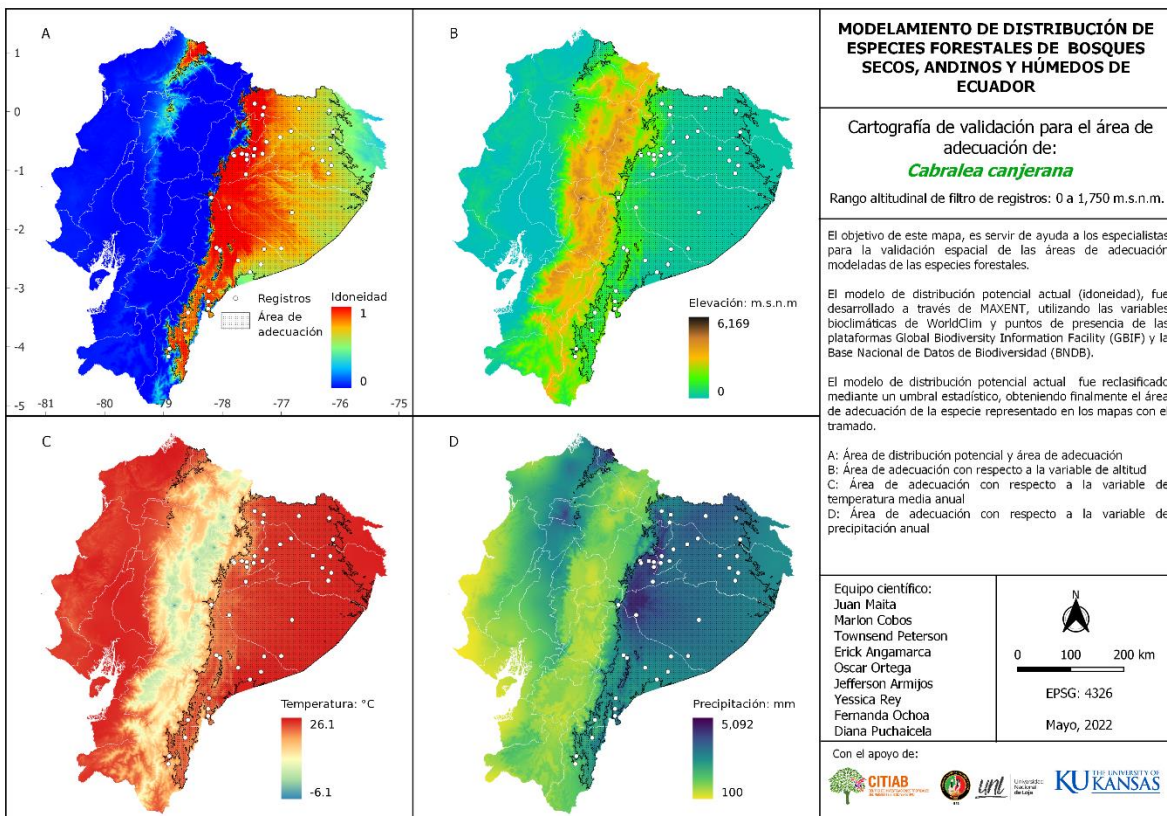 A
1
0
-1
-2
-3
-4
-5
-81
-80
-79
-78
-77
-76
-75
Registros
Área de
adecuación
Idoneidad
1
0
B
Elevación: m.s.n.m
6,169
0
C
Temperatura: °C
26.1
-6.1
D
Precipitación: mm
5,092
100
MODELAMIENTO DE DISTRIBUCIÓN DE
ESPECIES FORESTALES DE BOSQUES
SECOS, ANDINOS Y HÚMEDOS DE
ECUADOR
Cartografía de validación para el área de
adecuación de:
Cabralea canjerana
Rango altitudinal de filtro de registros: 0 a 1,750 m.s.n.m.
El objetivo de este mapa, es servir de ayuda a los especialistas
para la validación espacial de las áreas de adecuación
modeladas de las especies forestales.
El modelo de distribución potencial actual (idoneidad), fue
desarrollado a través de MAXENT, utilizando las variables
bioclimáticas de WorldClim y puntos de presencia de las
plataformas Global Biodiversity Information Facility (GBIF) y la
Base Nacional de Datos de Biodiversidad (BNDB).
El modelo de distribución potencial actual fue reclasificado
mediante un umbral estadístico, obteniendo finalmente el área
de adecuación de la especie representado en los mapas con el
tramado.
A: Área de distribución potencial y área de adecuación
B: Área de adecuación con respecto a la variable de altitud
C: Área de adecuación con respecto a la variable de
temperatura media anual
D: Área de adecuación con respecto a la variable de
precipitación anual
Equipo científico:
Juan Maita
Marlon Cobos
Townsend Peterson
Erick Angamarca
Oscar Ortega
Jefferson Armijos
Yessica Rey
Fernanda Ochoa
Diana Puchaicela
N
0 100 200 km
EPSG: 4326
Mayo, 2022
Con el apoyo de:
CITIAB
unl
Universidad
Nacional
de Loja
KU THE UNIVERSITY OF
KANSAS